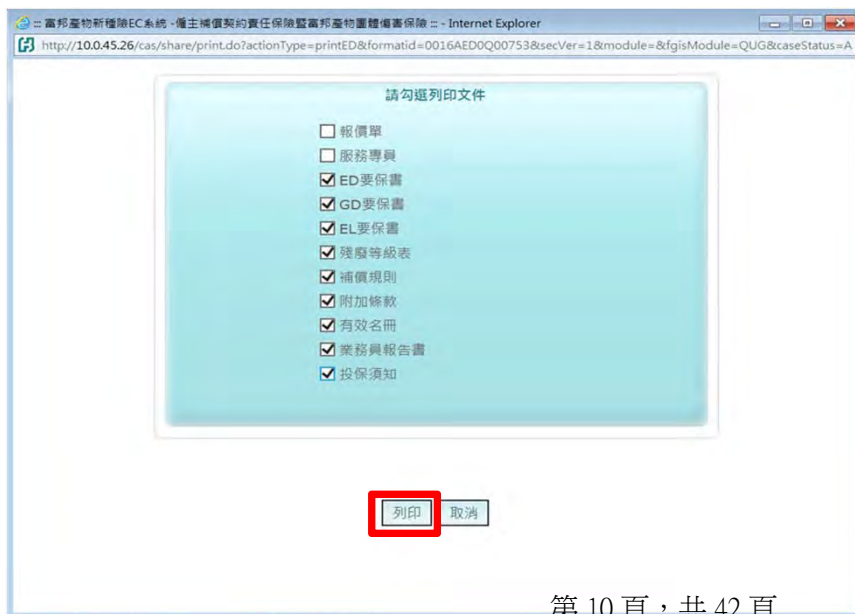 ::: 富邦產物新種險EC系統 -僱主補償契約責任保險暨富邦產物團體傷害保險 ::: - Internet Explorer
http://10.0.45.26/cas/share/print.do?actionType=printED&formatid=0016AED0Q00753&secVer=1&module=&fgisModule=QUG&caseStatus=A
請勾選列印文件
報價單
服務專員
ED要保書
GD要保書
EL要保書
殘廢等級表
補償規則
附加條款
有效名冊
業務員報告書
投保須知
列印 取消
第 10 頁，共 42 頁